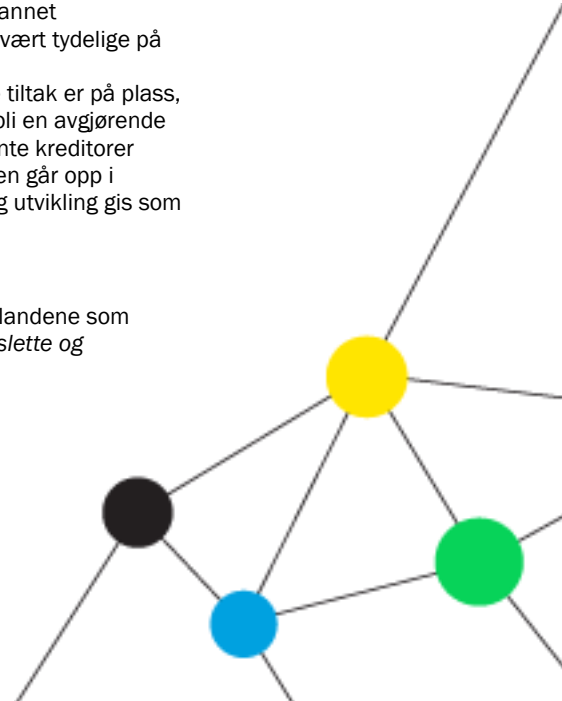 annet
vært tydelige på
tiltak er på plass,
bli en avgjørende
nte kreditorer
en går opp i
g utvikling gis som
landene som
slette og